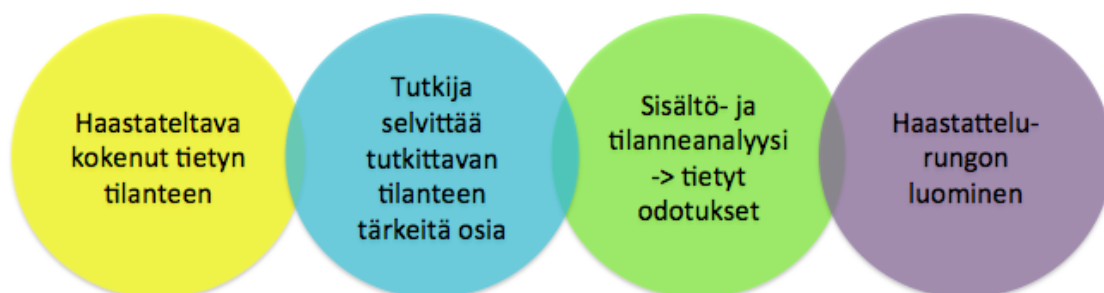 Haastateltava
kokenut tietyn
tilanteen
Tutkija
selvittää
tutkittavan
tilanteen
tärkeitä osia
Sisältö- ja
tilanneanalyysi
-> tietyt
odotukset
Haastattelu-
rungon
luominen